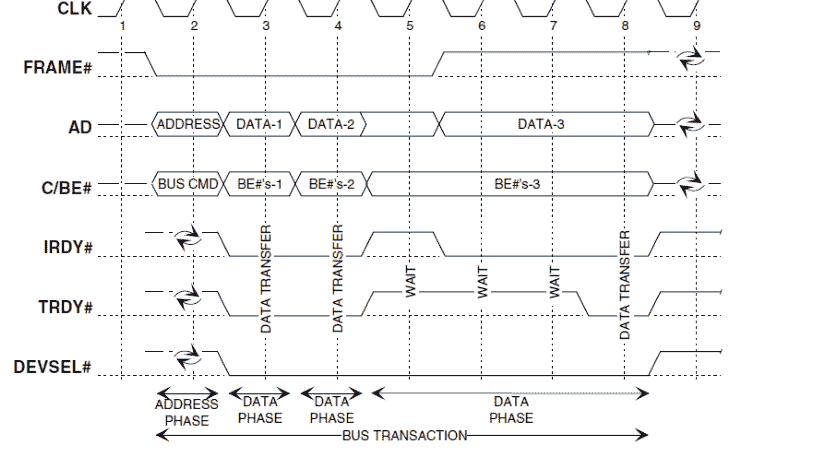 CLK
1 2 3 4 5 6 7 8 9
FRAME#
AD ADDRESS DATA-1 DATA-2 DATA-3
C/BE# BUS CMD BE#'s-1 BE#'s-2 BE#'s-3
IRDY#
DATA TRANSFER DATA TRANSFER WAIT WAIT WAIT DATA TRANSFER
TRDY#
DEVSEL#
ADDRESS PHASE
DATA PHASE
DATA PHASE
DATA PHASE
BUS TRANSACTION